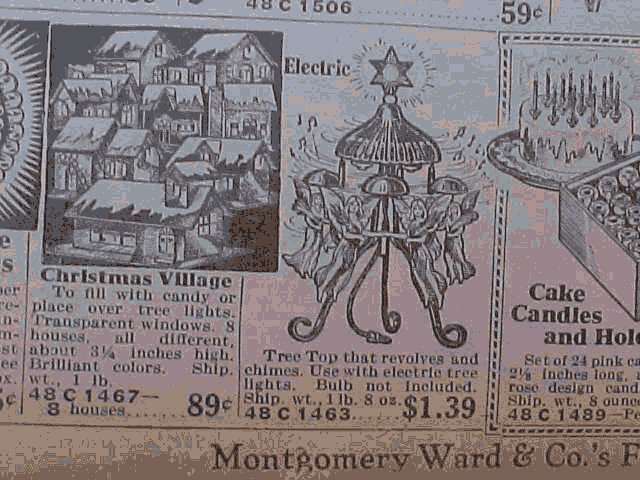 48 C 1506
59¢
Electric
Christmas Village
To fill with candy or
place over tree lights.
Transparent windows. 8
houses, all different,
about 3¼ inches high.
Brilliant colors. Ship.
wt., 1 lb.
48 C 1467—
8 houses....... 89¢
Tree Top that revolves and
chimes. Use with electric tree
lights. Bulb not included.
Ship. wt., 1 lb. 8 oz.
48 C 1463..... $1.39
Cake
Candles
and Hol
Set of 24 pink
2⅛ inches long,
rose design can
Ship. wt., 8 ounc
48 C 1489
Montgomery Ward & Co.'s F